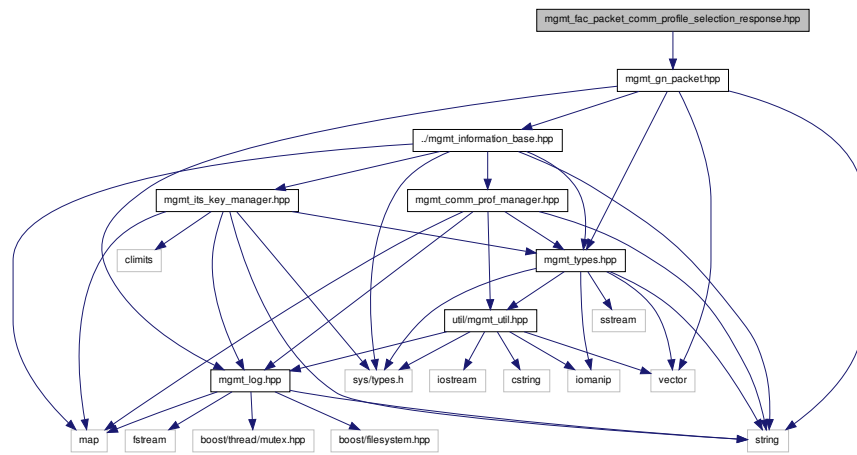 mgmt_fac_packet_comm_profile_selection_response.hpp
mgmt_gn_packet.hpp
../mgmt_information_base.hpp
mgmt_its_key_manager.hpp
mgmt_comm_prof_manager.hpp
climits
mgmt_types.hpp
util/mgmt_util.hpp
sstream
mgmt_log.hpp
sys/types.h
iostream
cstring
iomanip
vector
map
fstream
boost/thread/mutex.hpp
boost/filesystem.hpp
string